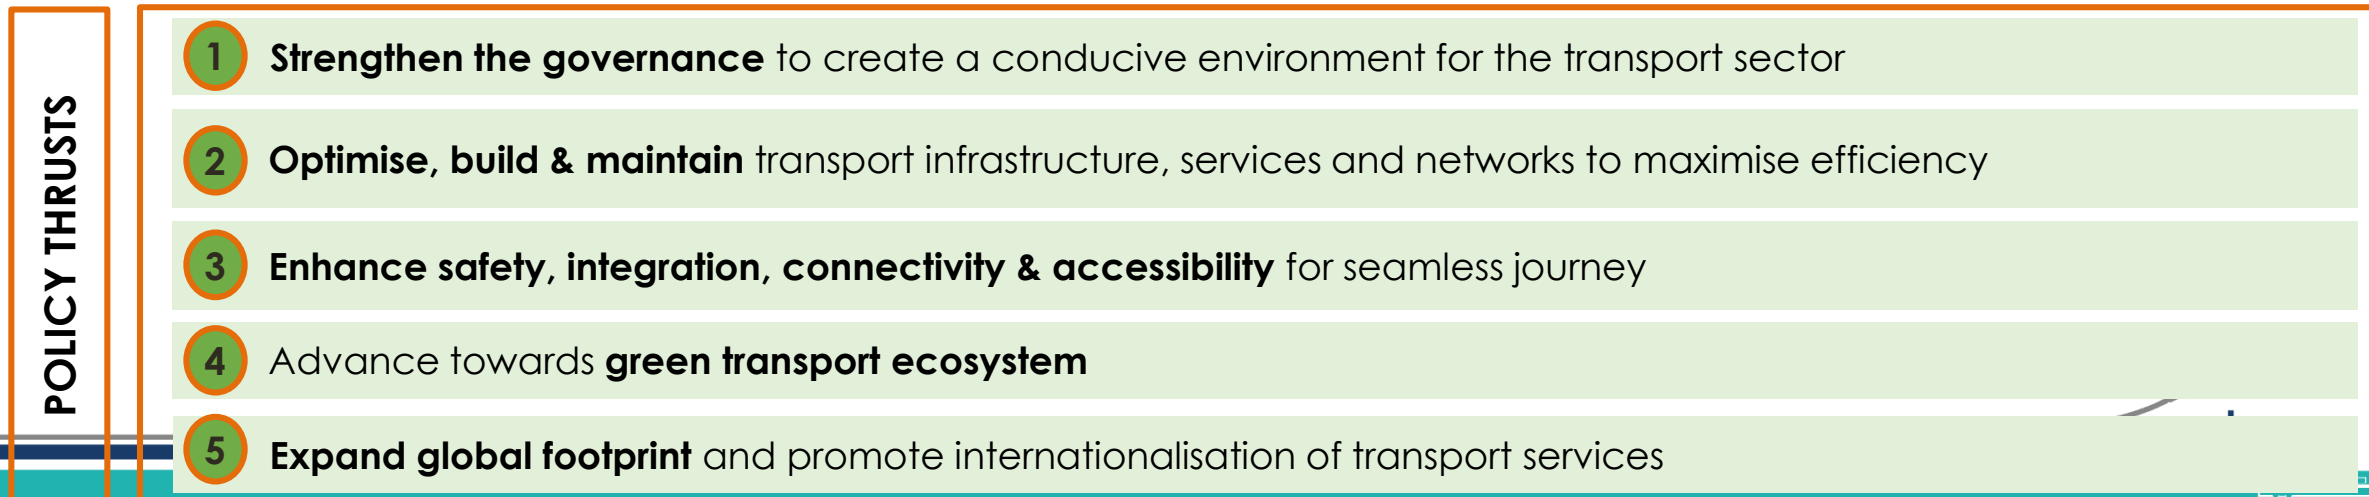 POLICY THRUSTS
1 Strengthen the governance to create a conducive environment for the transport sector
2 Optimise, build & maintain transport infrastructure, services and networks to maximise efficiency
3 Enhance safety, integration, connectivity & accessibility for seamless journey
4 Advance towards green transport ecosystem
5 Expand global footprint and promote internationalisation of transport services